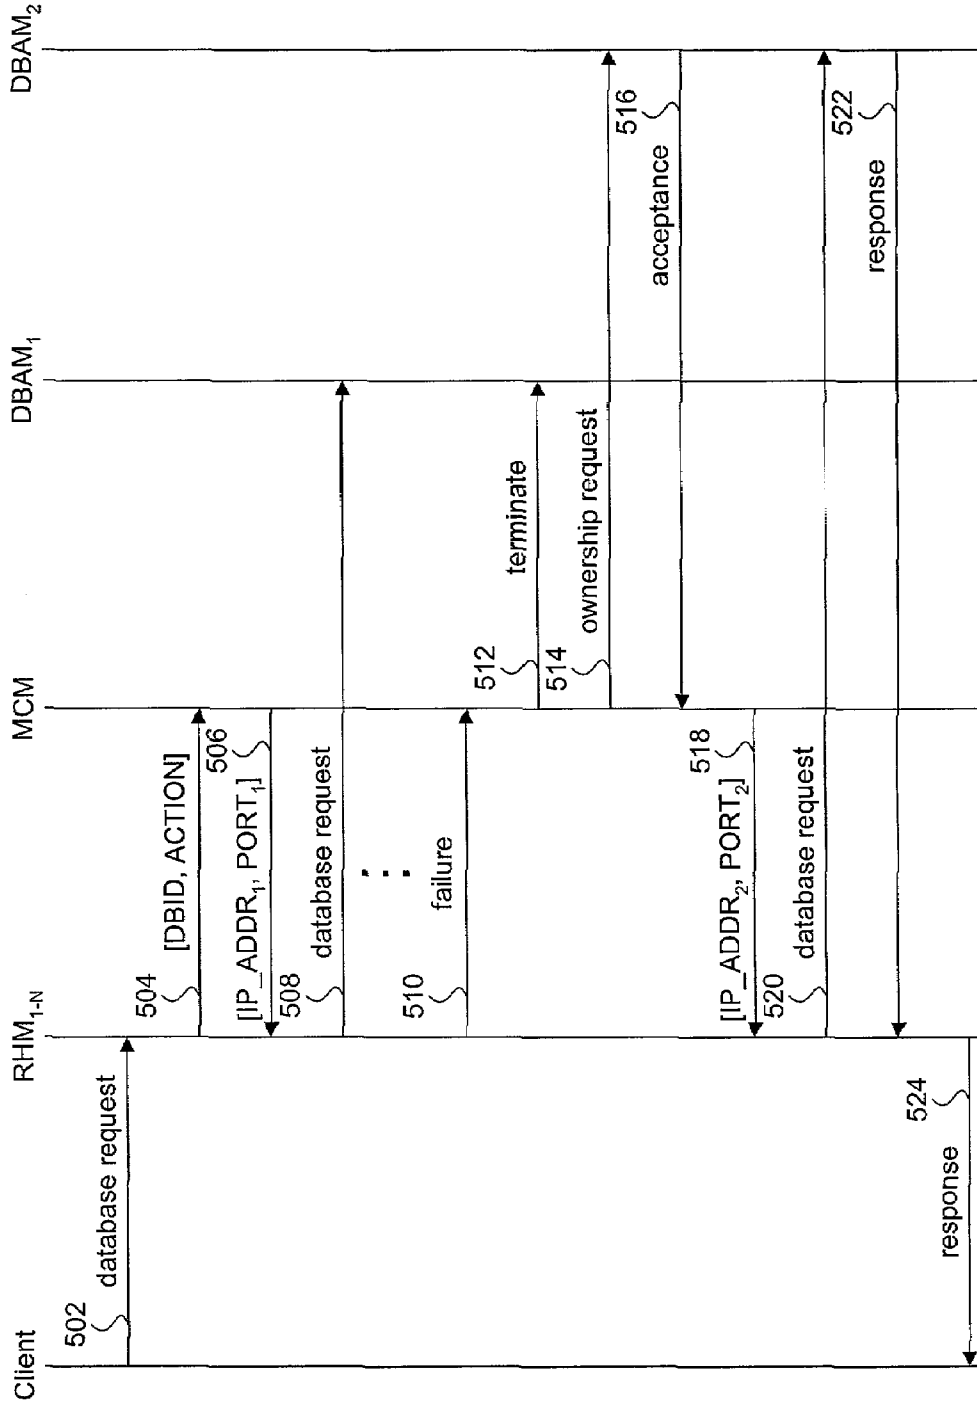 Client
RHM1-N
MCM
DBAM1
DBAM2
502
database request
504
[DBID, ACTION]
[IP_ADDR1, PORT1]
506
508
database request
510
failure
512
terminate
514
ownership request
acceptance
516
[IP_ADDR2, PORT2]
518
520
database request
response
522
response
524